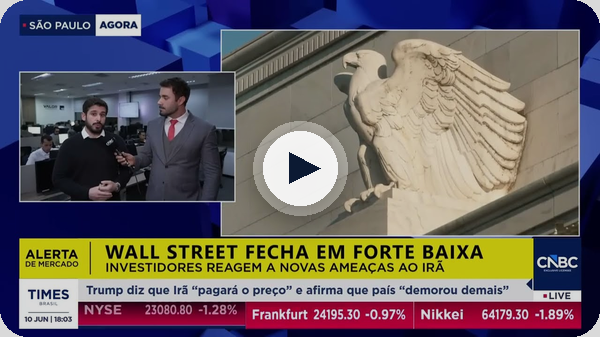 SÃO PAULO AGORA
ALERTA DE MERCADO
WALL STREET FECHA EM FORTE BAIXA
INVESTIDORES REAGEM A NOVAS AMEAÇAS AO IRÃ
CNBC
LIVE
TIMES BRASIL
Trump diz que Irã “pagará o preço” e afirma que país “demorou demais”
10 JUN | 18:03
NYSE 23080.80 -1.28% Frankfurt 24195.30 -0.97% Nikkei 64179.30 -1.89%